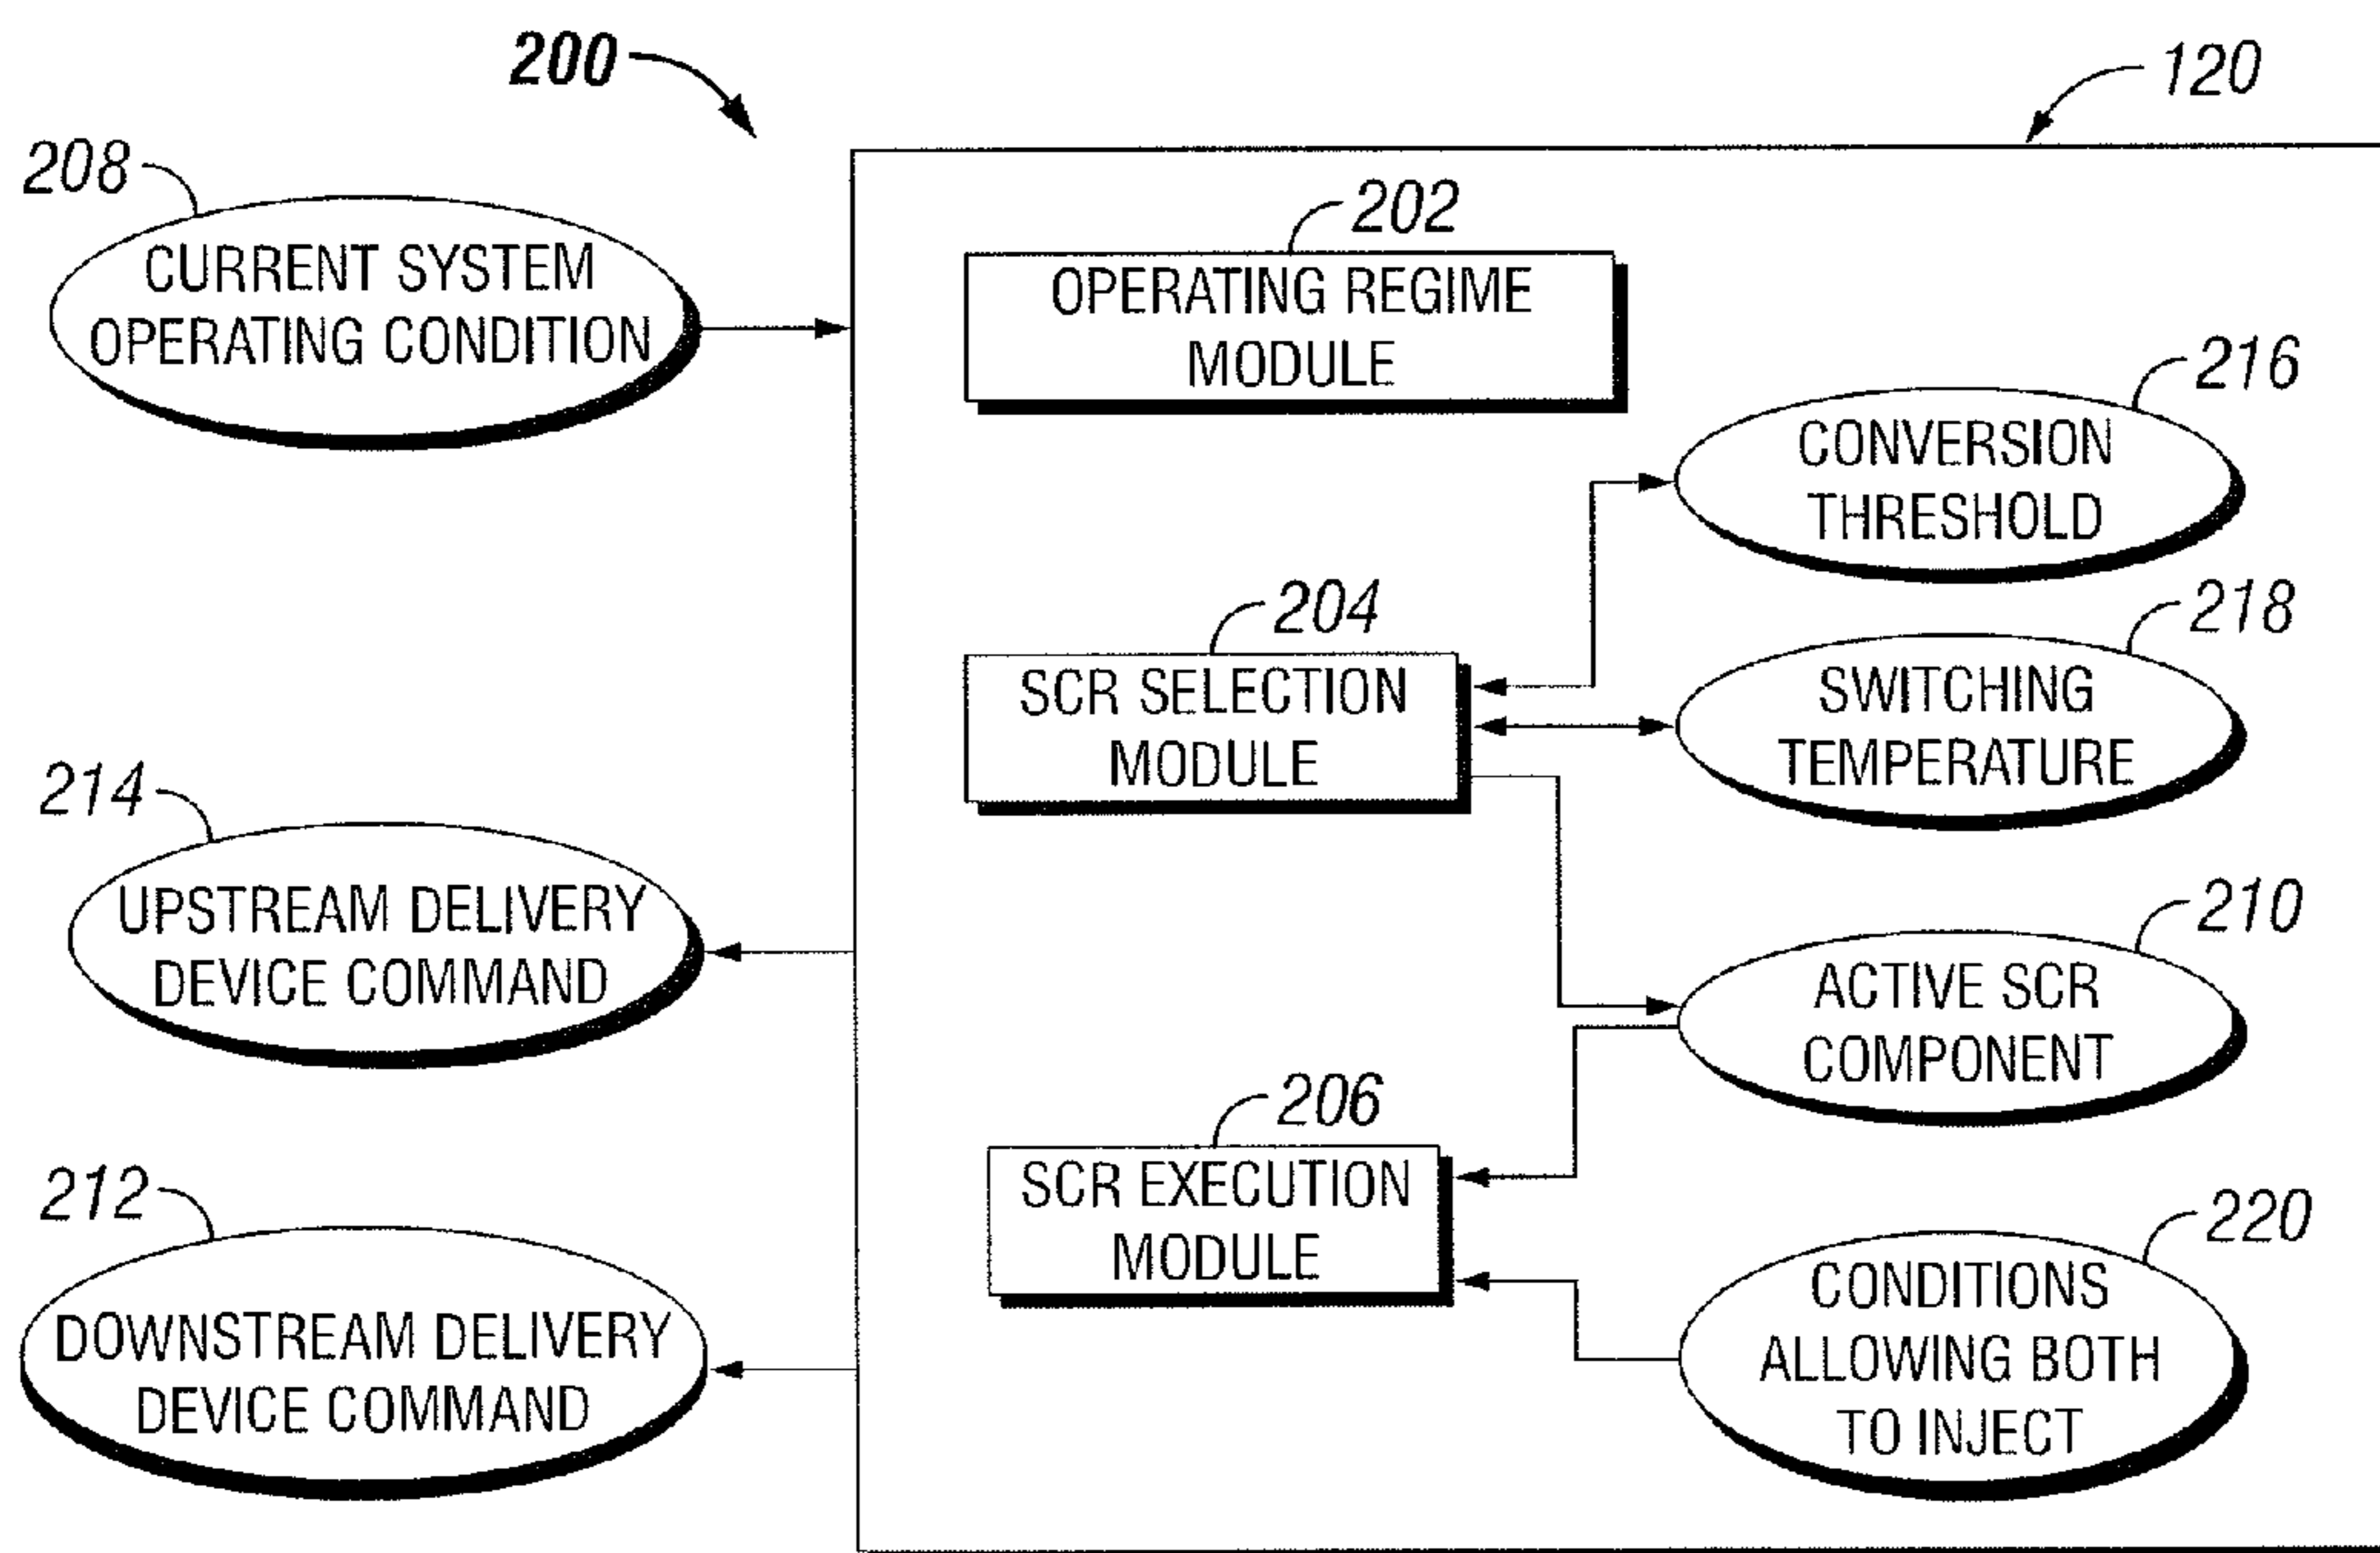 200
120
208
CURRENT SYSTEM
OPERATING CONDITION
202
OPERATING REGIME
MODULE
216
CONVERSION
THRESHOLD
204
SCR SELECTION
MODULE
218
SWITCHING
TEMPERATURE
214
UPSTREAM DELIVERY
DEVICE COMMAND
210
ACTIVE SCR
COMPONENT
206
SCR EXECUTION
MODULE
212
DOWNSTREAM DELIVERY
DEVICE COMMAND
220
CONDITIONS
ALLOWING BOTH
TO INJECT